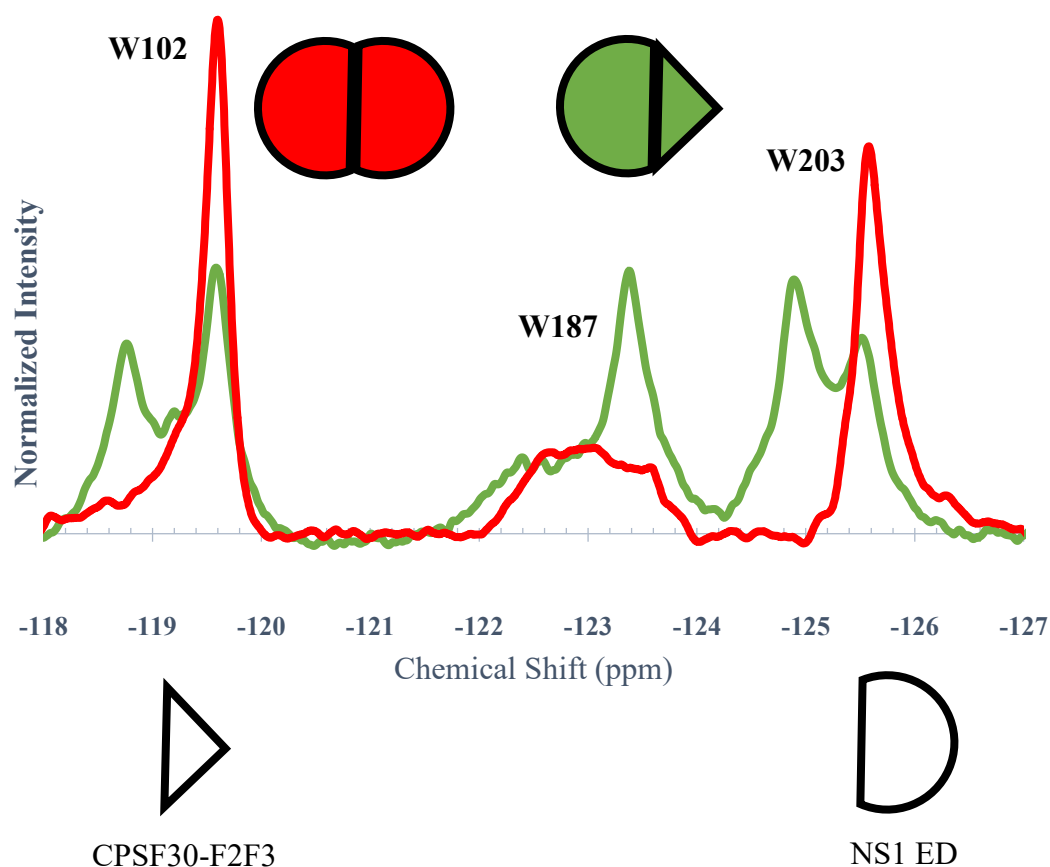 W102
W203
W187
Normalized Intensity
-118 -119 -120 -121 -122 -123 -124 -125 -126 -127
Chemical Shift (ppm)
CPSF30-F2F3
NS1 ED